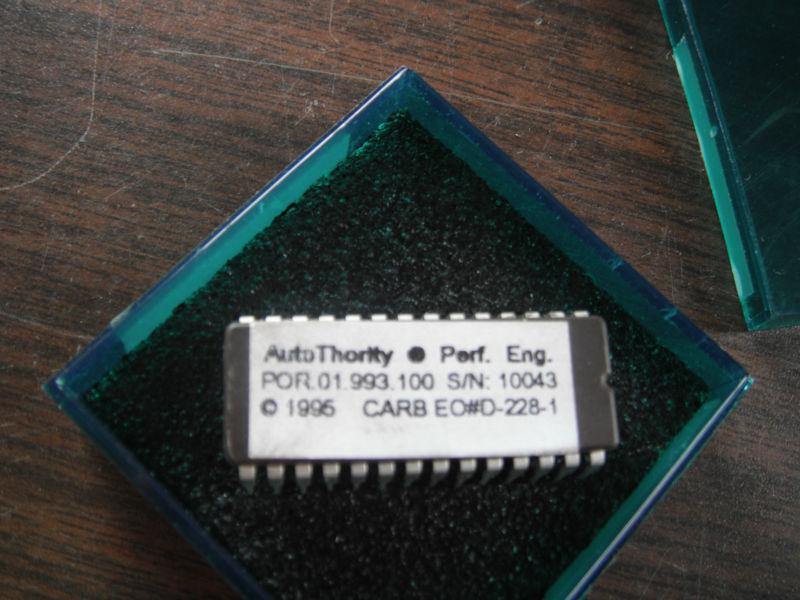 AutoThority ● Perf. Eng.
POR.01.993.100 S/N: 10043
© 1995 CARB EO#D-228-1